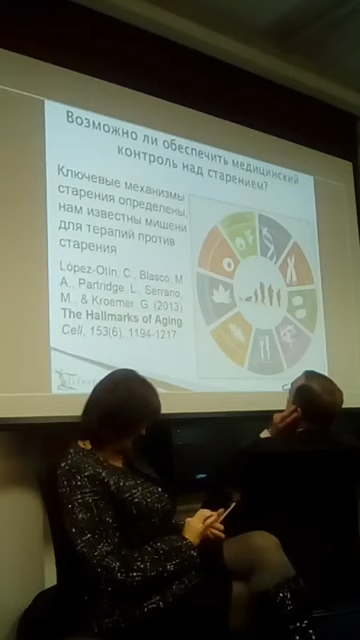 Возможно ли обеспечить медицинский
контроль над старением?
Ключевые механизмы
старения определены,
нам известны мишени
для терапий против
старения
López-Otín, C., Blasco, M.
A., Partridge, L., Serrano,
M., & Kroemer, G. (2013).
The Hallmarks of Aging.
Cell, 153(6), 1194-1217.